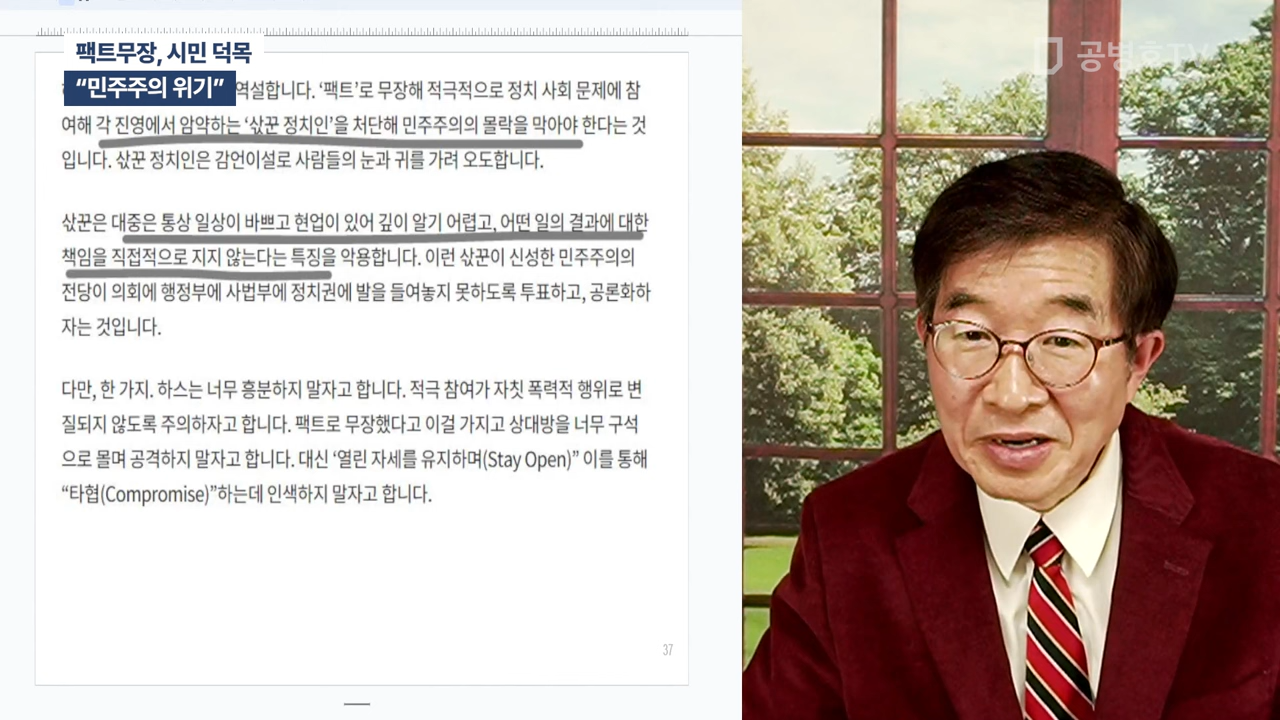 팩트무장, 시민 덕목
“민주주의 위기”
공병호TV
역설합니다. ‘팩트’로 무장해 적극적으로 정치 사회 문제에 참
여해 각 진영에서 암약하는 ‘삯꾼 정치인’을 처단해 민주주의의 몰락을 막아야 한다는 것
입니다. 삯꾼 정치인은 감언이설로 사람들의 눈과 귀를 가려 오도합니다.
삯꾼은 대중은 통상 일상이 바쁘고 현업이 있어 깊이 알기 어렵고, 어떤 일의 결과에 대한
책임을 직접적으로 지지 않는다는 특징을 악용합니다. 이런 삯꾼이 신성한 민주주의의
전당이 의회에 행정부에 사법부에 정치권에 발을 들여놓지 못하도록 투표하고, 공론화하
자는 것입니다.
다만, 한 가지. 하스는 너무 흥분하지 말자고 합니다. 적극 참여가 자칫 폭력적 행위로 변
질되지 않도록 주의하자고 합니다. 팩트로 무장했다고 이걸 가지고 상대방을 너무 구석
으로 몰며 공격하지 말자고 합니다. 대신 ‘열린 자세를 유지하며(Stay Open)” 이를 통해
“타협(Compromise)”하는데 인색하지 말자고 합니다.
37